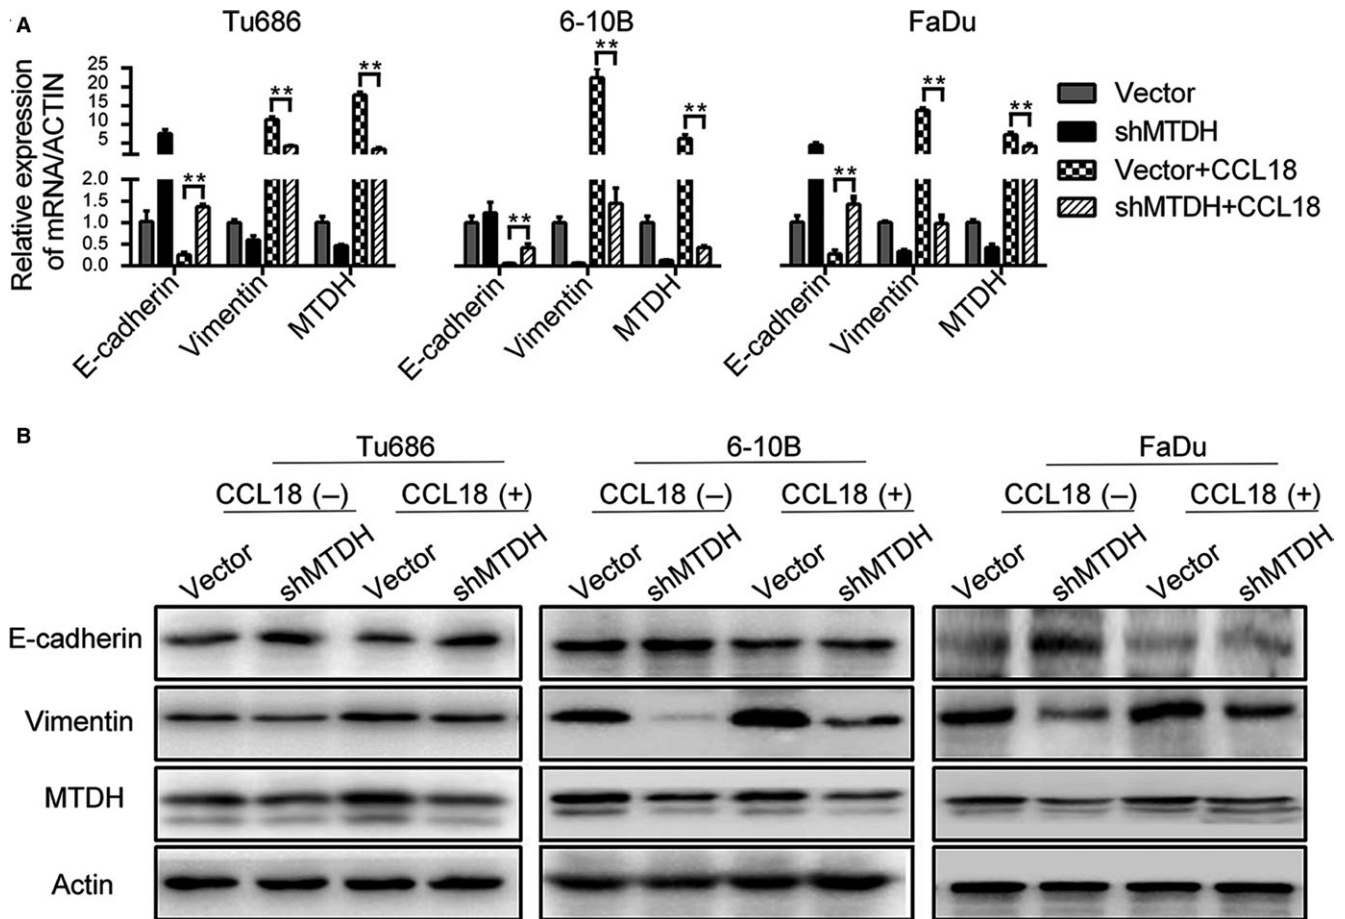 A
Tu686
6-10B
FaDu
Relative expression
of mRNA/ACTIN
25
20
15
10
5
2.0
1.5
1.0
0.5
0.0
**
**
**
**
**
**
**
**
**
E-cadherin
Vimentin
MTDH
E-cadherin
Vimentin
MTDH
E-cadherin
Vimentin
MTDH
Vector
shMTDH
Vector+CCL18
shMTDH+CCL18
B
Tu686
6-10B
FaDu
CCL18 (–)
CCL18 (+)
CCL18 (–)
CCL18 (+)
CCL18 (–)
CCL18 (+)
Vector
shMTDH
Vector
shMTDH
Vector
shMTDH
Vector
shMTDH
Vector
shMTDH
Vector
shMTDH
E-cadherin
Vimentin
MTDH
Actin